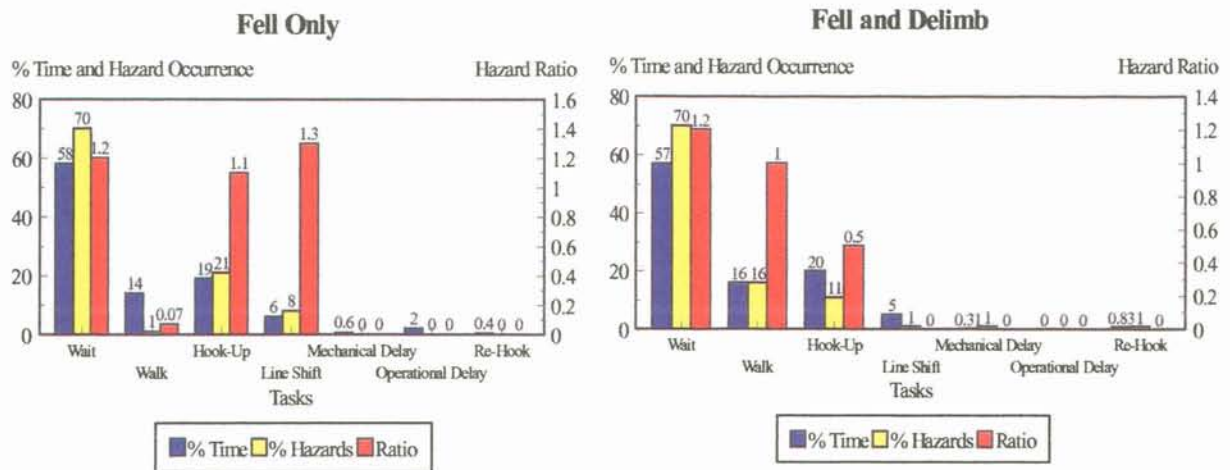 Fell Only
% Time and Hazard Occurrence
Hazard Ratio
80
60
40
20
0
1.6
1.4
1.2
1
0.8
0.6
0.4
0.2
0
58
70
1.2
14
1
0.07
19
21
1.1
6
8
1.3
0.6 0 0
2 0 0
0.4 0 0
Wait
Walk
Hook-Up
Line Shift
Mechanical Delay
Operational Delay
Re-Hook
Tasks
% Time % Hazards Ratio
Fell and Delimb
% Time and Hazard Occurrence
Hazard Ratio
80
60
40
20
0
1.4
1.2
1
0.8
0.6
0.4
0.2
0
57
70
1.2
16
16
1
20
11
0.5
5
1
0
0.31 1 0
0 0 0
0.83 1 0
Wait
Walk
Hook-Up
Line Shift
Mechanical Delay
Operational Delay
Re-Hook
Tasks
% Time % Hazards Ratio